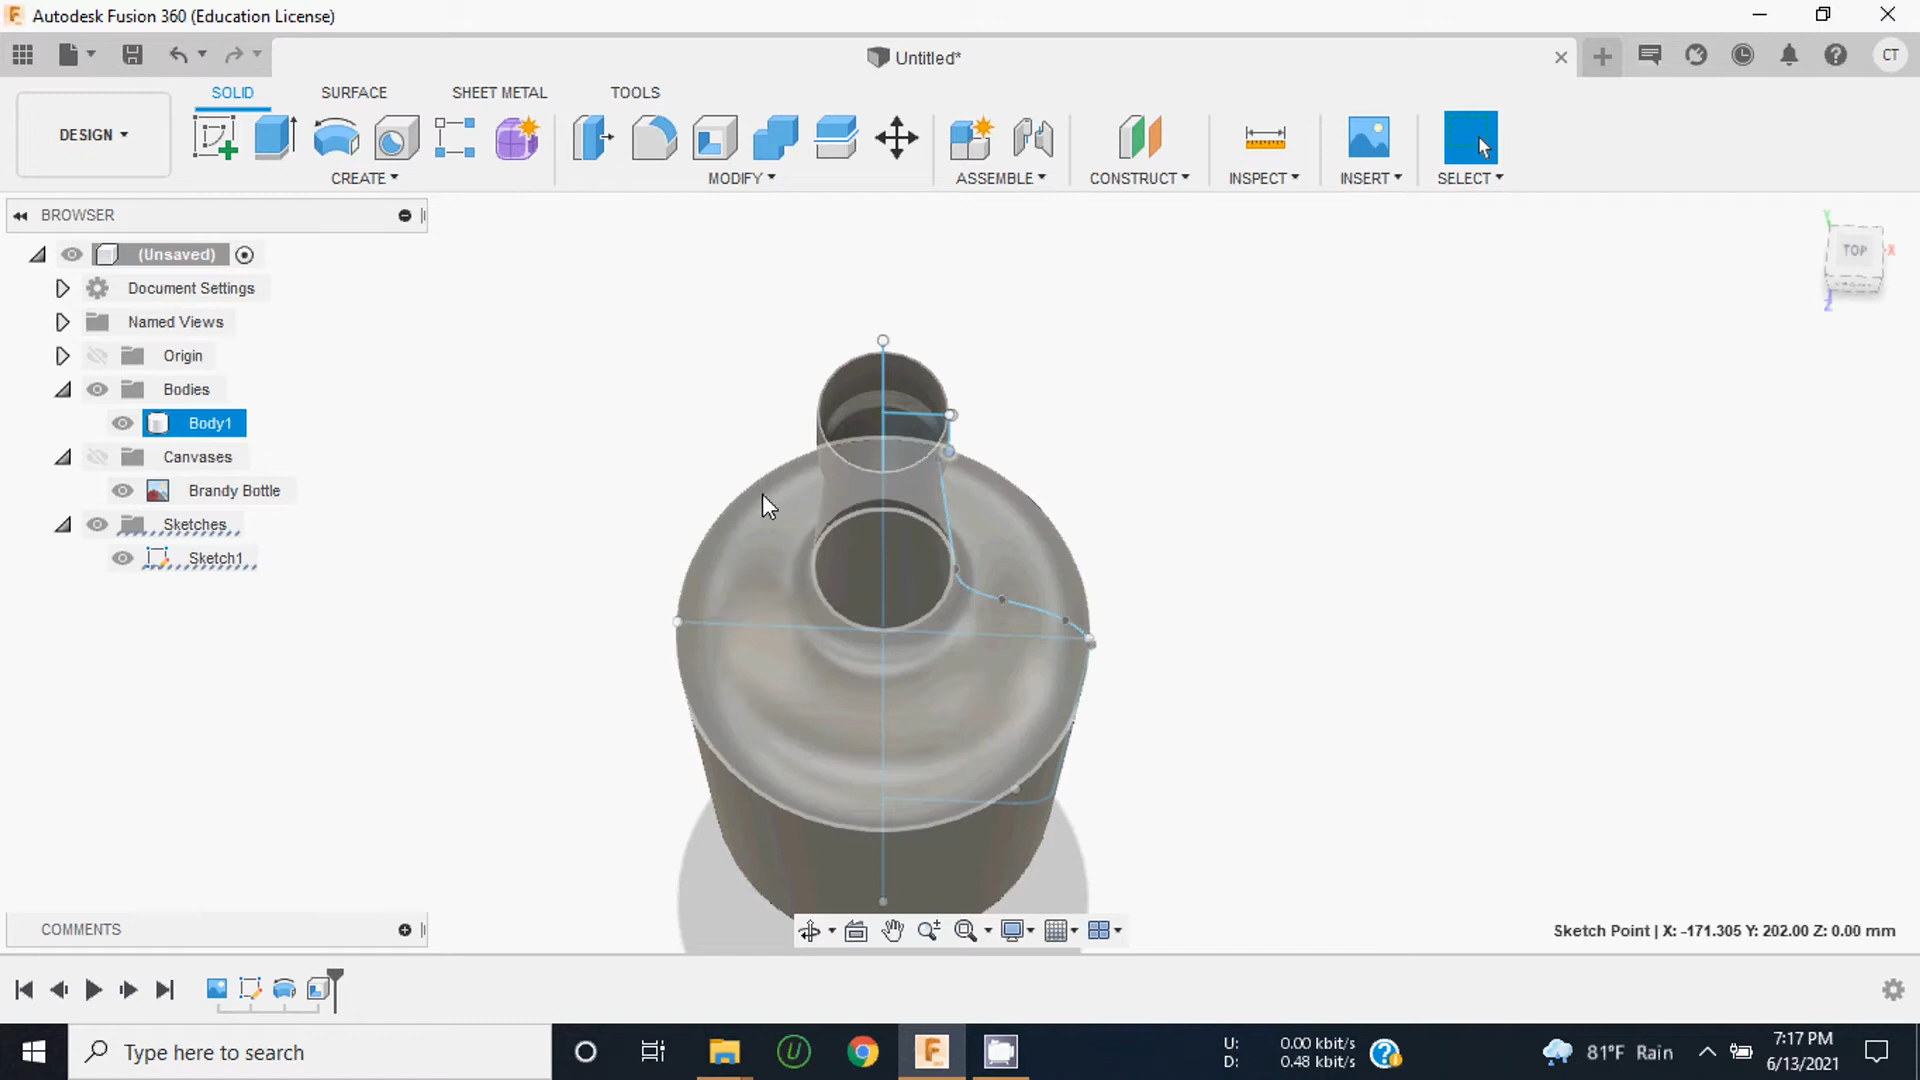 Autodesk Fusion 360 (Education License)
Untitled*
CT
SOLID SURFACE SHEET METAL TOOLS
DESIGN
CREATE MODIFY ASSEMBLE CONSTRUCT INSPECT INSERT SELECT
BROWSER
(Unsaved)
Document Settings
Named Views
Origin
Bodies
Body1
Canvases
Brandy Bottle
Sketches
Sketch1
Y
TOP
X
Z
COMMENTS
Sketch Point | X: -171.305 Y: 202.00 Z: 0.00 mm
Type here to search
U: 0.00 kbit/s
D: 0.48 kbit/s
81°F Rain
7:17 PM
6/13/2021